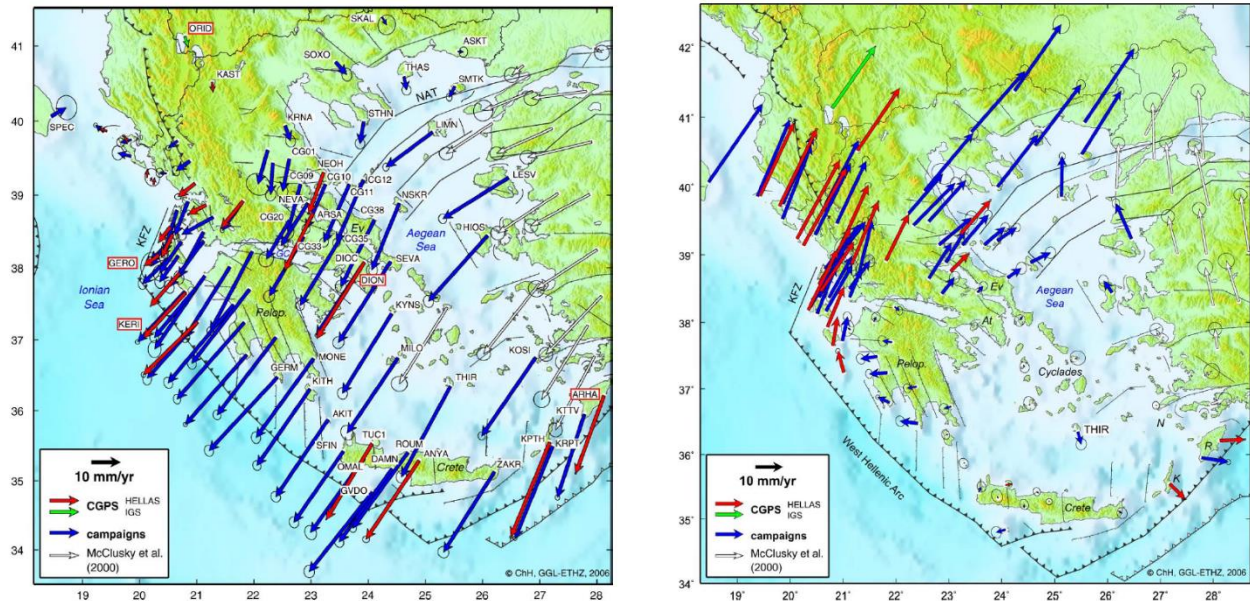 SKAL
ORID
ASKT
SOXO
KAST
THAS
SMTK
NAT
SPEC
STHN
KRNA
LIMN
CG01
NEOH
CG09
CG10
CG12
LESV
NEVA
CG11
NSKR
CG20
ARSA
CG38
Ev
HIOS
KFZ
CG33
CG35
Aegean
Sea
GERO
GC
DIOC
SEVA
DION
Ionian
Sea
Pelop.
KYNS
KERI
MILO
KOSI
MONE
GERM
THIR
KITH
ARHA
AKIT
KTTV
TUC1
SFIN
ROUM
KPTH
KRPT
DAMN
ANYA
OMAL
Crete
ZAKR
GVDO
10 mm/yr
CGPS HELLAS
IGS
campaigns
McClusky et al.
(2000)
© ChH, GGL-ETHZ, 2006
41
40
39
38
37
36
35
34
19 20 21 22 23 24 25 26 27 28
42°
41°
40°
39°
38°
37°
36°
35°
34°
KFZ
Ev
Aegean
Sea
At
Pelop.
Cyclades
West Hellenic Arc
THIR
N
R
K
Crete
10 mm/yr
CGPS HELLAS
IGS
campaigns
McClusky et al.
(2000)
© ChH, GGL-ETHZ, 2006
19° 20° 21° 22° 23° 24° 25° 26° 27° 28°